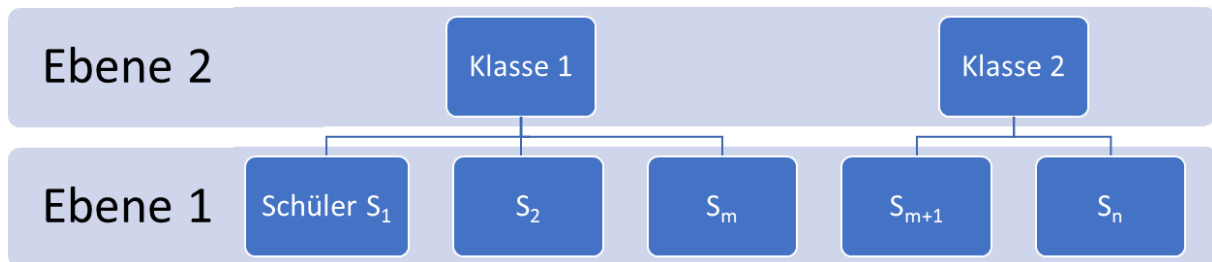 Ebene 2
Klasse 1
Klasse 2
Ebene 1
Schüler S₁
S₂
Sₘ
Sₘ₊₁
Sₙ